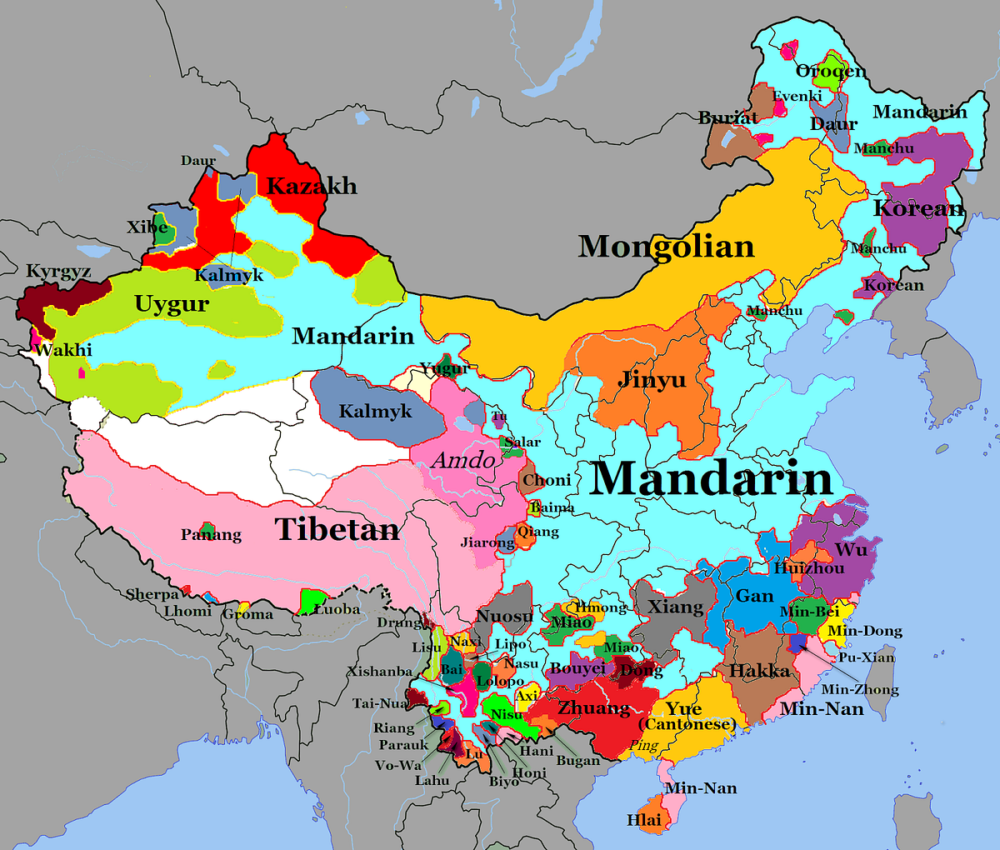 Oroqen
Evenki
Buriat
Daur
Mandarin
Manchu
Daur
Kazakh
Korean
Xibe
Mongolian
Manchu
Kyrgyz
Kalmyk
Korean
Uygur
Manchu
Mandarin
Wakhi
Yugur
Jinyu
Kalmyk
Tu
Salar
Amdo
Mandarin
Choni
Baima
Tibetan
Qiang
Panang
Jiarong
Wu
Huizhou
Sherpa
Lhomi
Groma
Luoba
Gan
Xiang
Hmong
Min-Bei
Nuosu
Miao
Drung
Min-Dong
Lisu
Naxi
Lipo
Miao
Pu-Xian
Nasu
Bouyei
Dong
Hakka
Xishanba
Bai
Lolopo
Min-Zhong
Axi
Tai-Nua
Nisu
Zhuang
Yue
(Cantonese)
Min-Nan
Riang
Parauk
Ping
Hani
Bugan
Vo-Wa
Lu
Honi
Lahu
Biyo
Min-Nan
Hlai